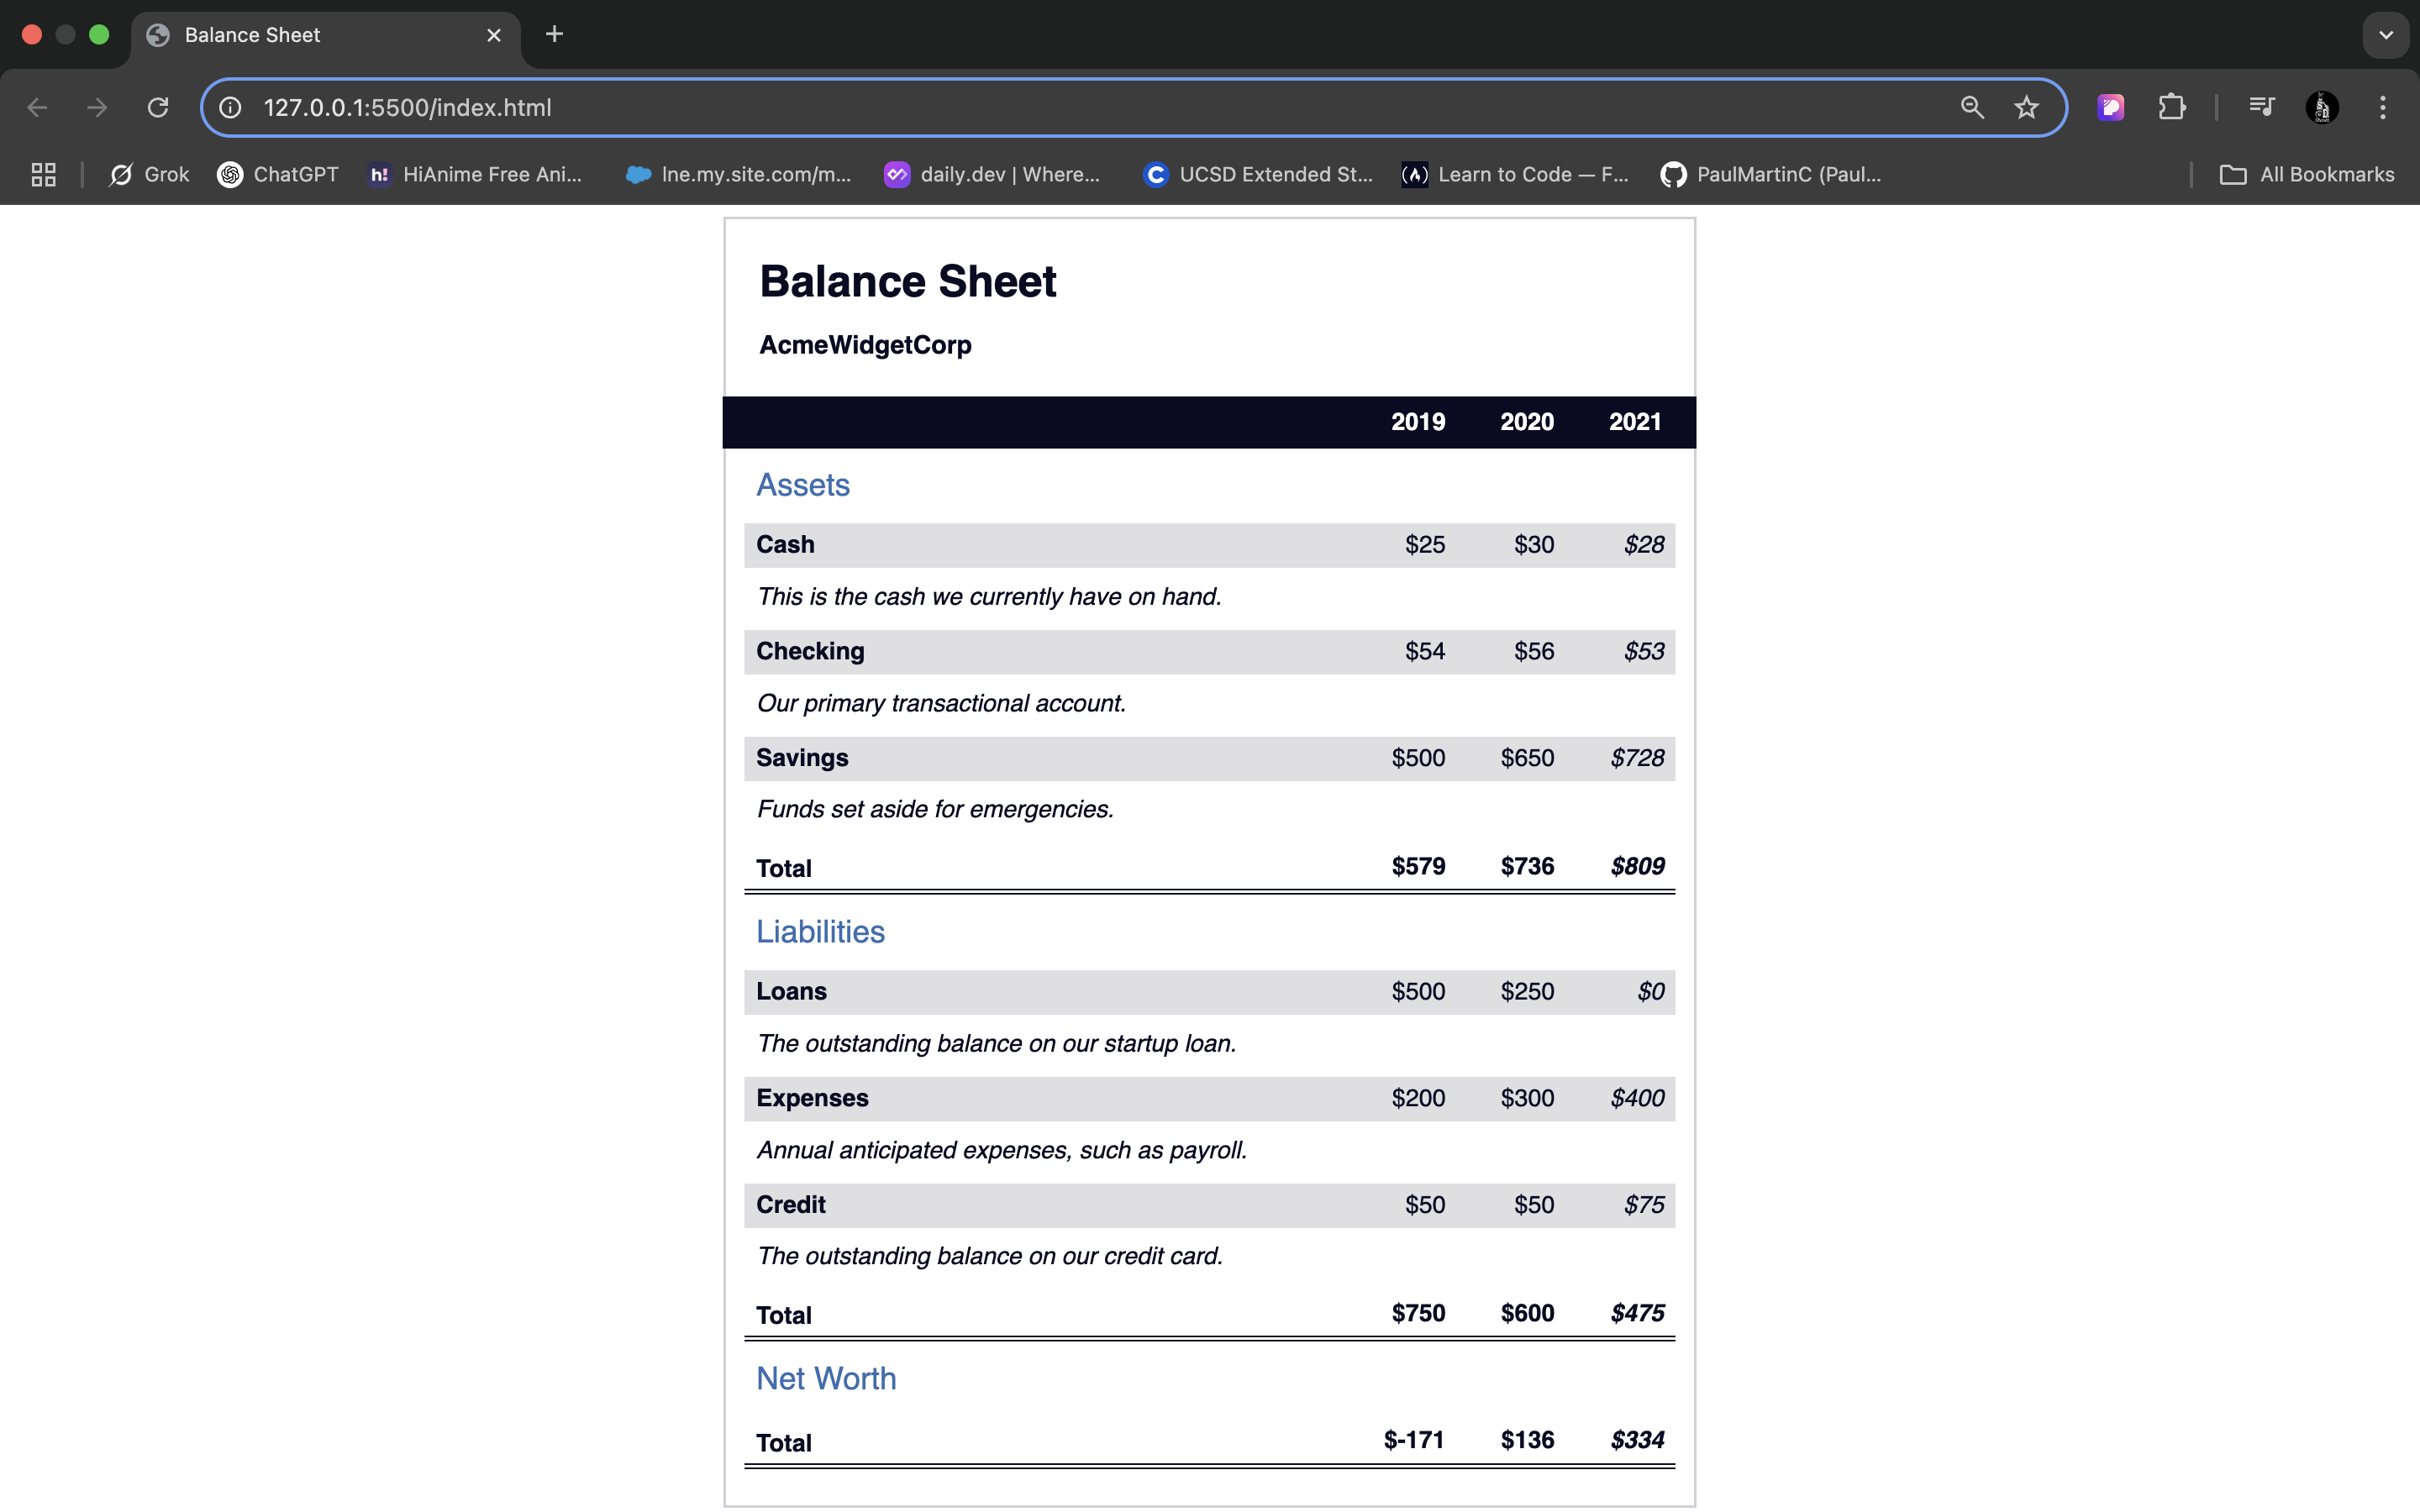 Balance Sheet
127.0.0.1:5500/index.html
Grok
ChatGPT
h! HiAnime Free Ani...
lne.my.site.com/m...
daily.dev | Where...
C UCSD Extended St...
Learn to Code — F...
PaulMartinC (Paul...
All Bookmarks
Balance Sheet
AcmeWidgetCorp
2019 2020 2021
Assets
Cash $25 $30 $28
This is the cash we currently have on hand.
Checking $54 $56 $53
Our primary transactional account.
Savings $500 $650 $728
Funds set aside for emergencies.
Total $579 $736 $809
Liabilities
Loans $500 $250 $0
The outstanding balance on our startup loan.
Expenses $200 $300 $400
Annual anticipated expenses, such as payroll.
Credit $50 $50 $75
The outstanding balance on our credit card.
Total $750 $600 $475
Net Worth
Total $-171 $136 $334